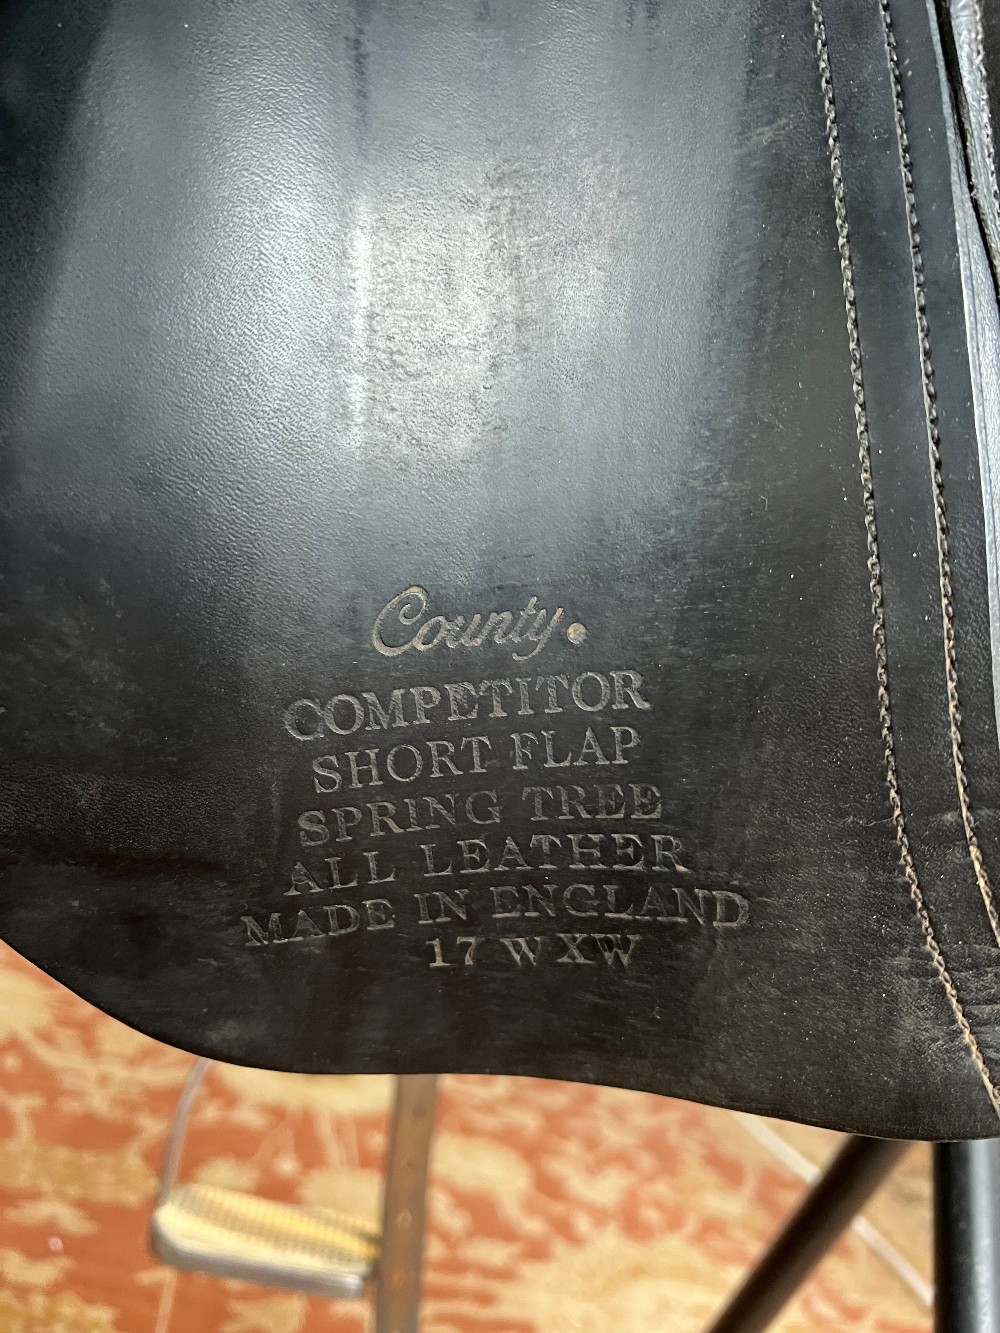 County.
COMPETITOR
SHORT FLAP
SPRING TREE
ALL LEATHER
MADE IN ENGLAND
17 W XW